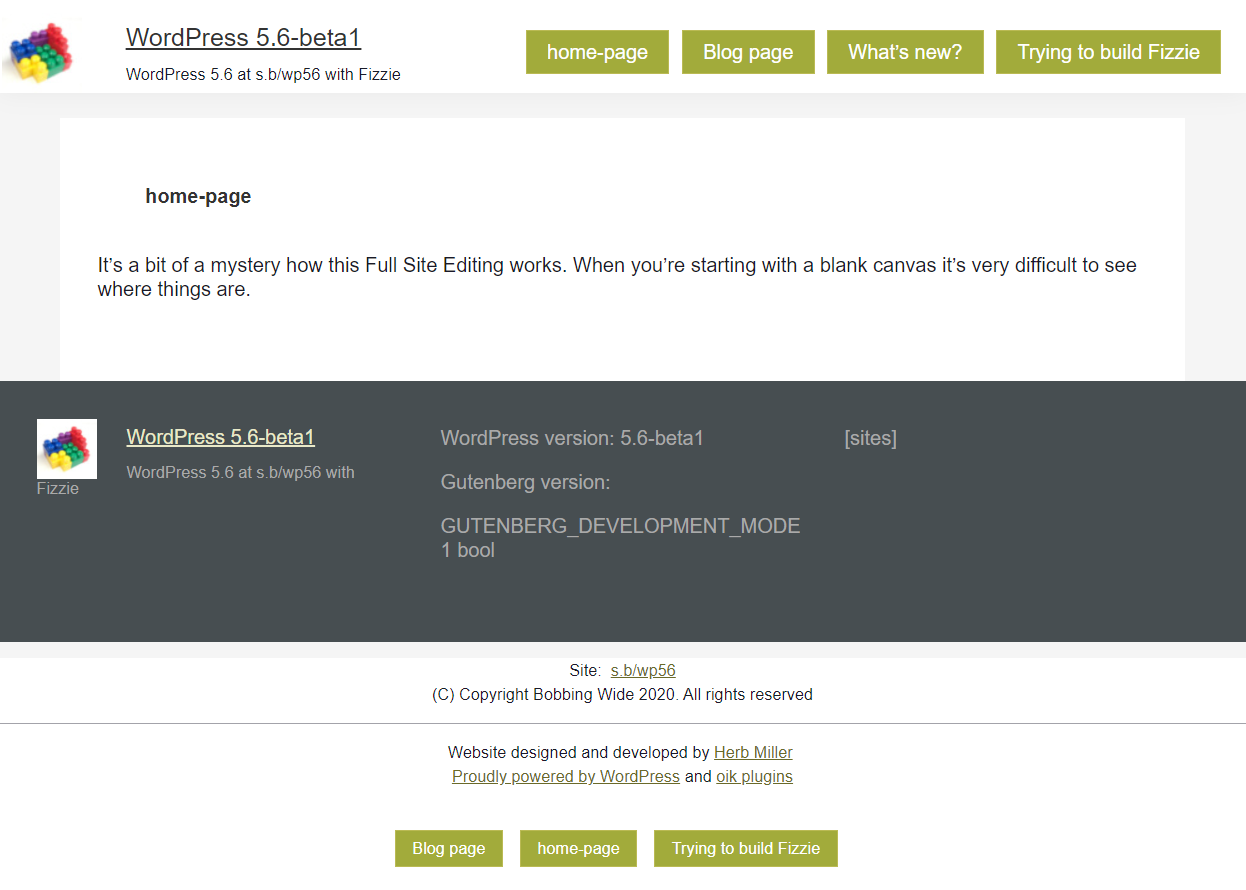 WordPress 5.6-beta1
WordPress 5.6 at s.b/wp56 with Fizzie
home-page
Blog page
What’s new?
Trying to build Fizzie
home-page
It’s a bit of a mystery how this Full Site Editing works. When you’re starting with a blank canvas it’s very difficult to see
where things are.
WordPress 5.6-beta1
WordPress 5.6 at s.b/wp56 with
Fizzie
WordPress version: 5.6-beta1
Gutenberg version:
GUTENBERG_DEVELOPMENT_MODE
1 bool
[sites]
Site: s.b/wp56
(C) Copyright Bobbing Wide 2020. All rights reserved
Website designed and developed by Herb Miller
Proudly powered by WordPress and oik plugins
Blog page
home-page
Trying to build Fizzie